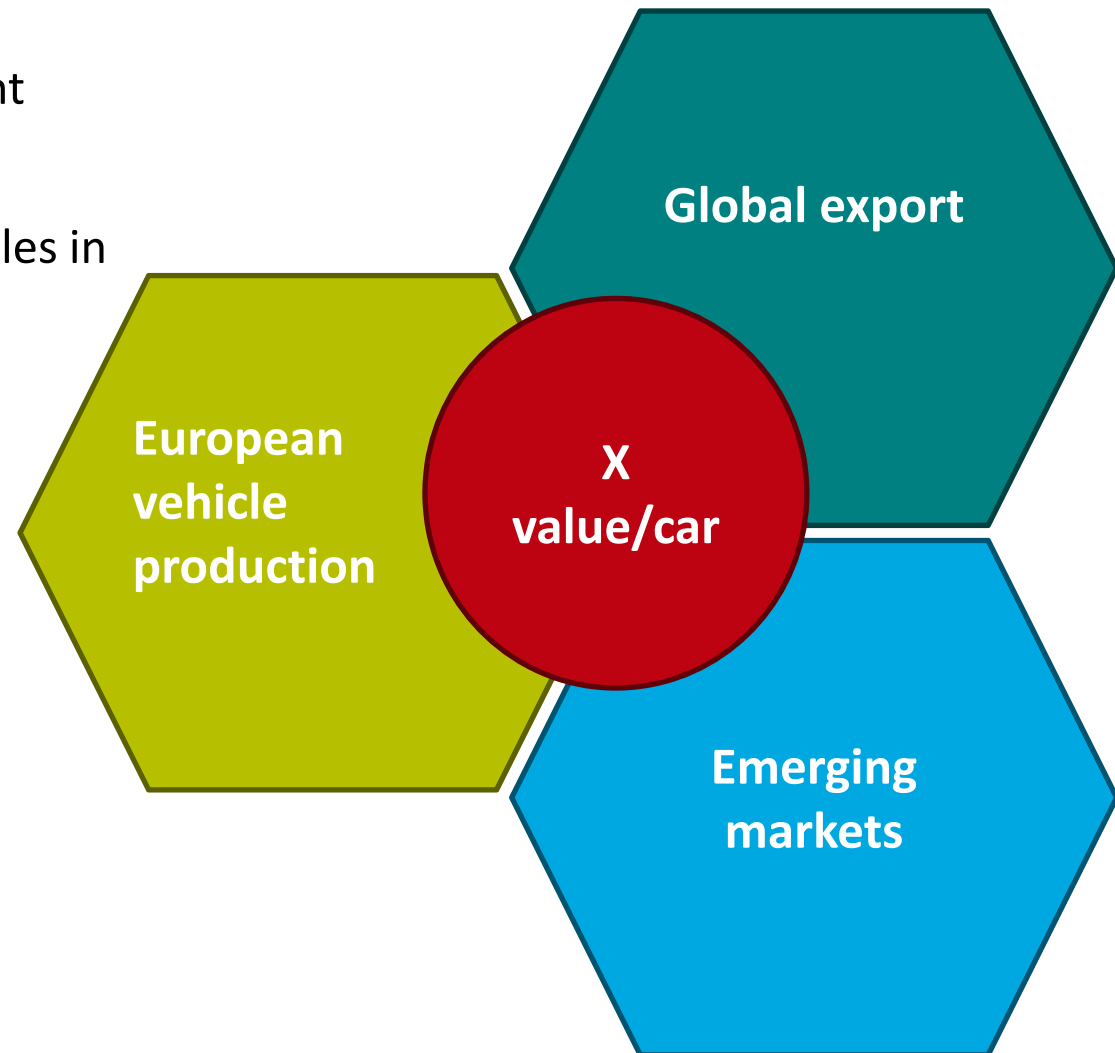 nt
les in
Global export
European
vehicle
production
X
value/car
Emerging
markets